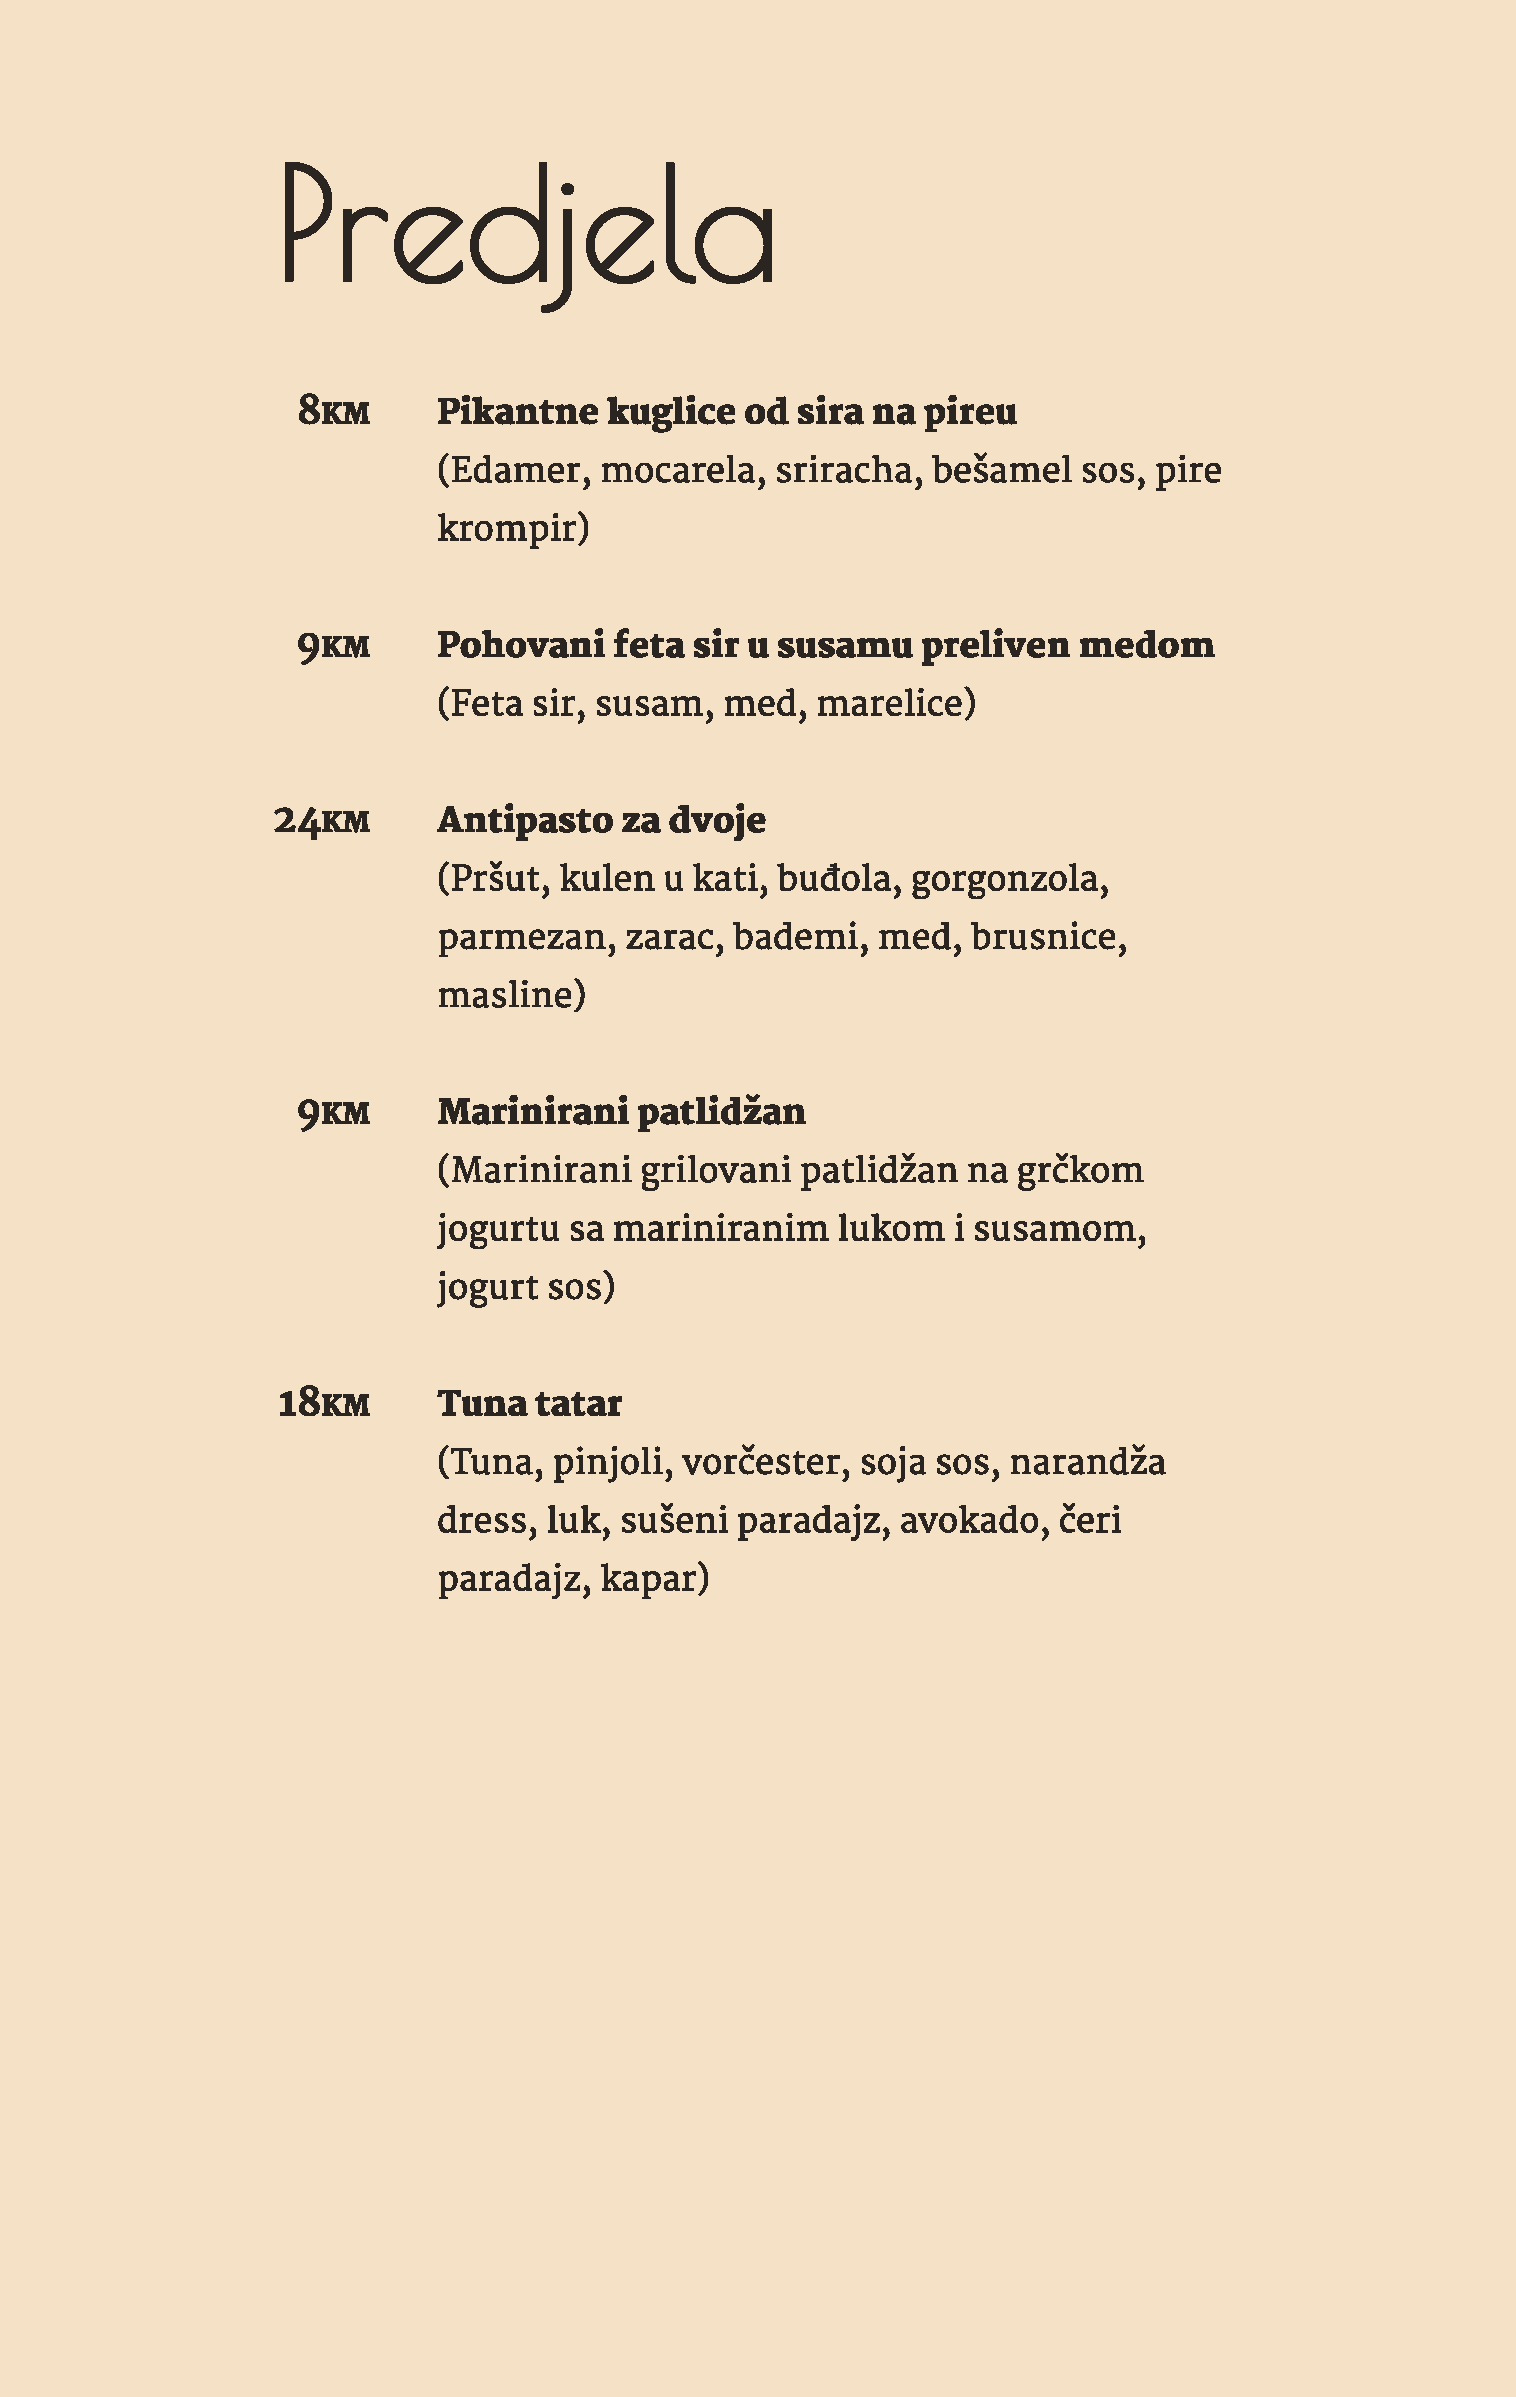 Predjela
8KM Pikantne kuglice od sira na pireu
(Edamer, mocarela, sriracha, bešamel sos, pire
krompir)
9KM Pohovani feta sir u susamu preliven medom
(Feta sir, susam, med, marelice)
24KM Antipasto za dvoje
(Pršut, kulen u kati, buđola, gorgonzola,
parmezan, zarac, bademi, med, brusnice,
masline)
9KM Marinirani patlidžan
(Marinirani grilovani patlidžan na grčkom
jogurtu sa mariniranim lukom i susamom,
jogurt sos)
18KM Tuna tatar
(Tuna, pinjoli, vorčester, soja sos, narandža
dress, luk, sušeni paradajz, avokado, čeri
paradajz, kapar)